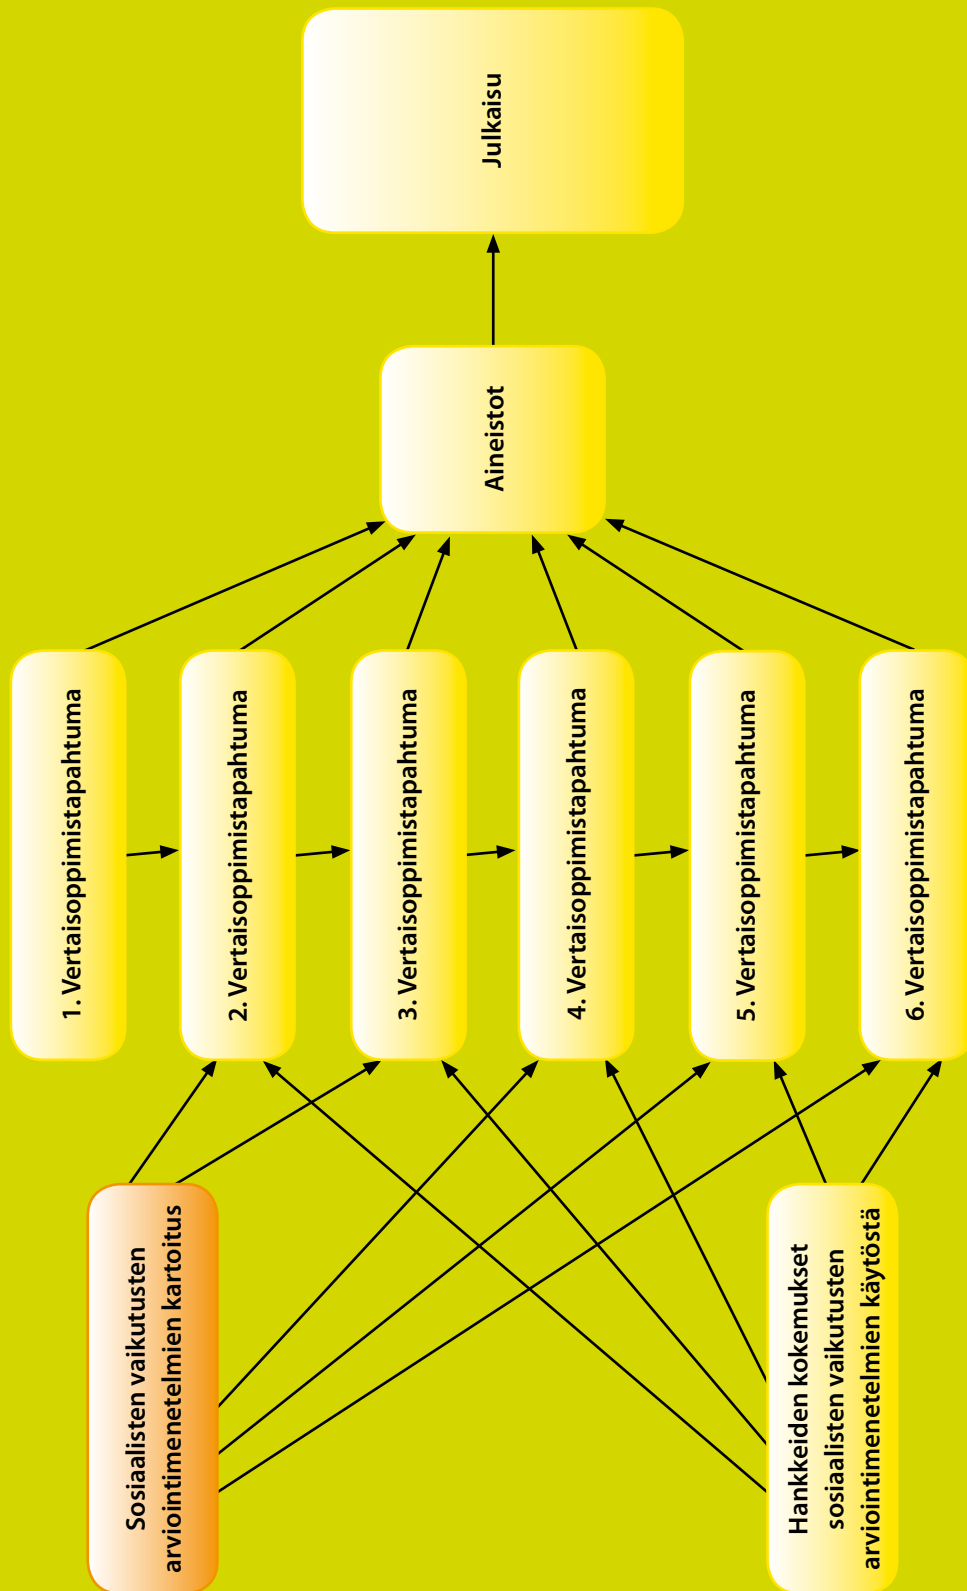 Sosiaalisten vaikutusten
arviointimenetelmien kartoitus
Hankkeiden kokemukset
sosiaalisten vaikutusten
arviointimenetelmien käytöstä
1. Vertaisoppimistapahtuma
2. Vertaisoppimistapahtuma
3. Vertaisoppimistapahtuma
4. Vertaisoppimistapahtuma
5. Vertaisoppimistapahtuma
6. Vertaisoppimistapahtuma
Aineistot
Julkaisu